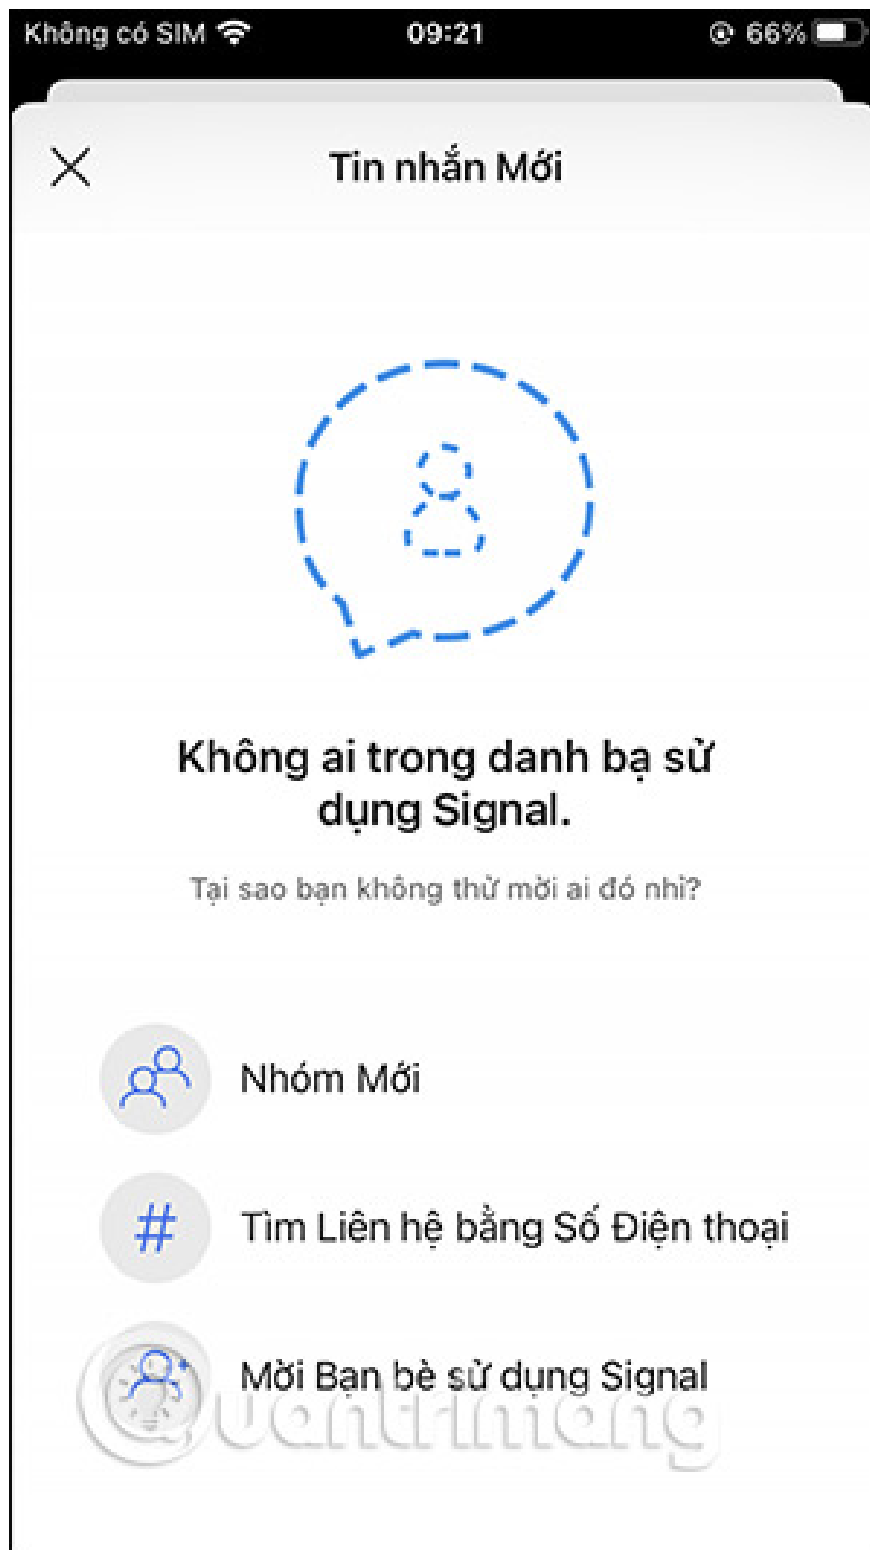 Không có SIM 09:21 66%
Tin nhắn Mới
Không ai trong danh bạ sử
dụng Signal.
Tại sao bạn không thử mời ai đó nhỉ?
Nhóm Mới
#
Tìm Liên hệ bằng Số Điện thoại
Mời Bạn bè sử dụng Signal
Quantrimang